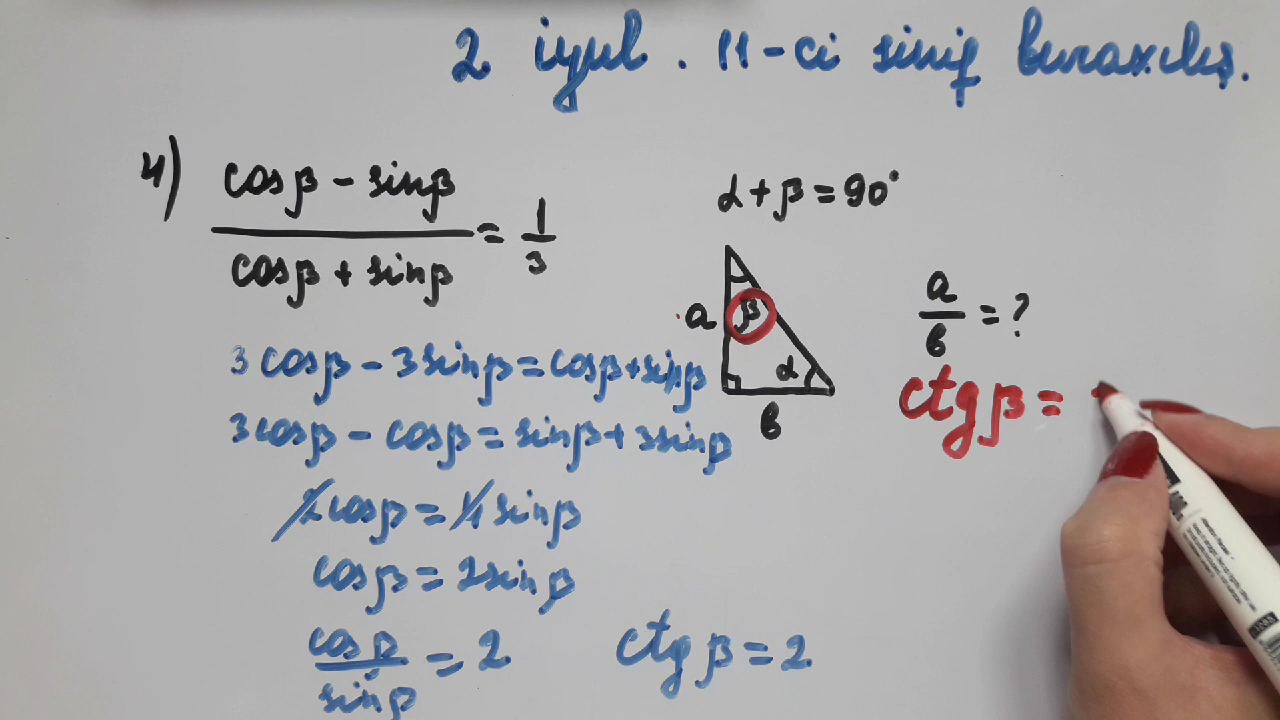 2 iyul. 11-ci sinif buraxılış.
4) cosβ - sinβ / cosβ + sinβ = 1/3
α + β = 90°
a
β
α
b
a/b = ?
3cosβ - 3sinβ = cosβ + sinβ
ctgβ =
3cosβ - cosβ = sinβ + 3sinβ
2cosβ = 4sinβ
cosβ = 2sinβ
cosβ/sinβ = 2
ctgβ = 2